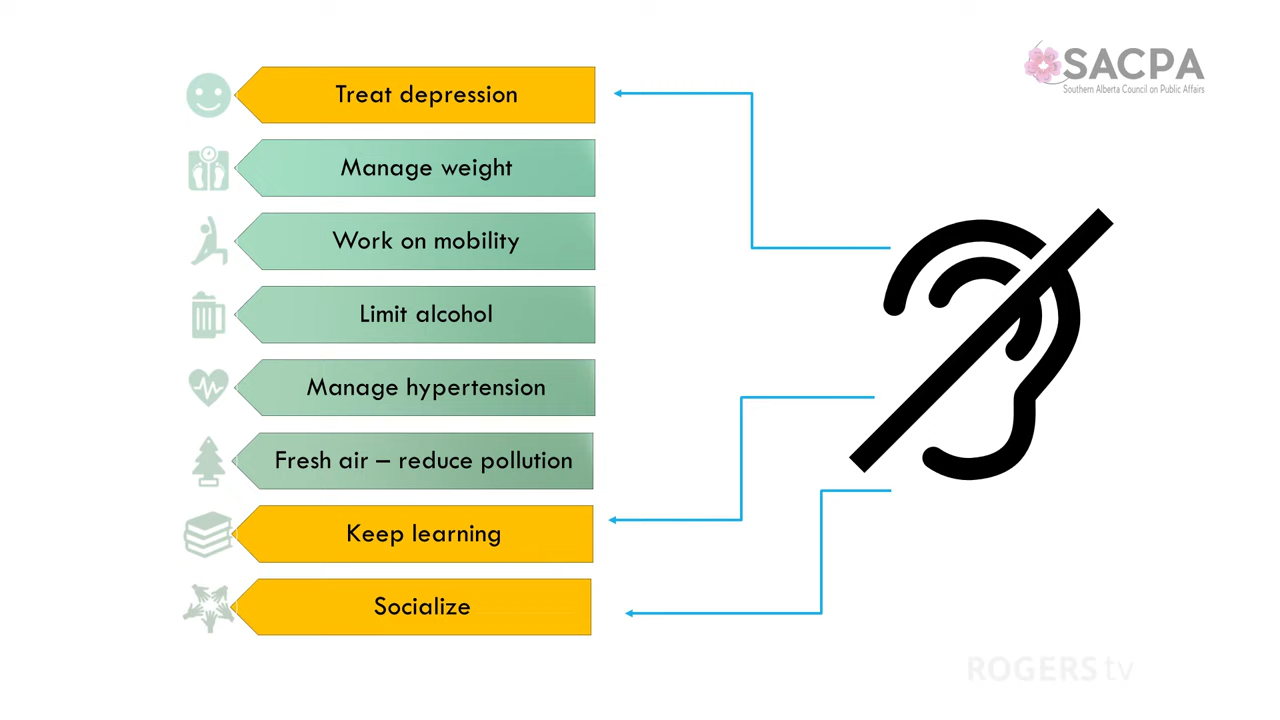 SACPA
Southern Alberta Council on Public Affairs
Treat depression
Manage weight
Work on mobility
Limit alcohol
Manage hypertension
Fresh air – reduce pollution
Keep learning
Socialize
ROGERS tv